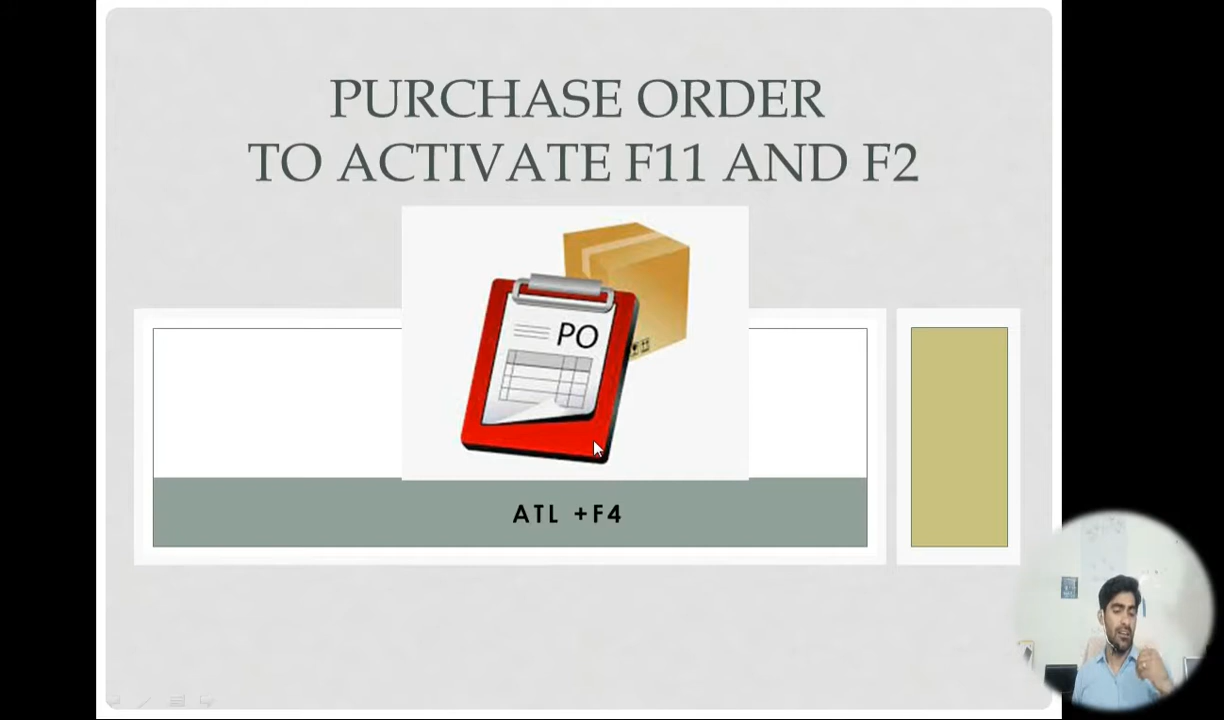 PURCHASE ORDER
TO ACTIVATE F11 AND F2
PO
ATL +F4